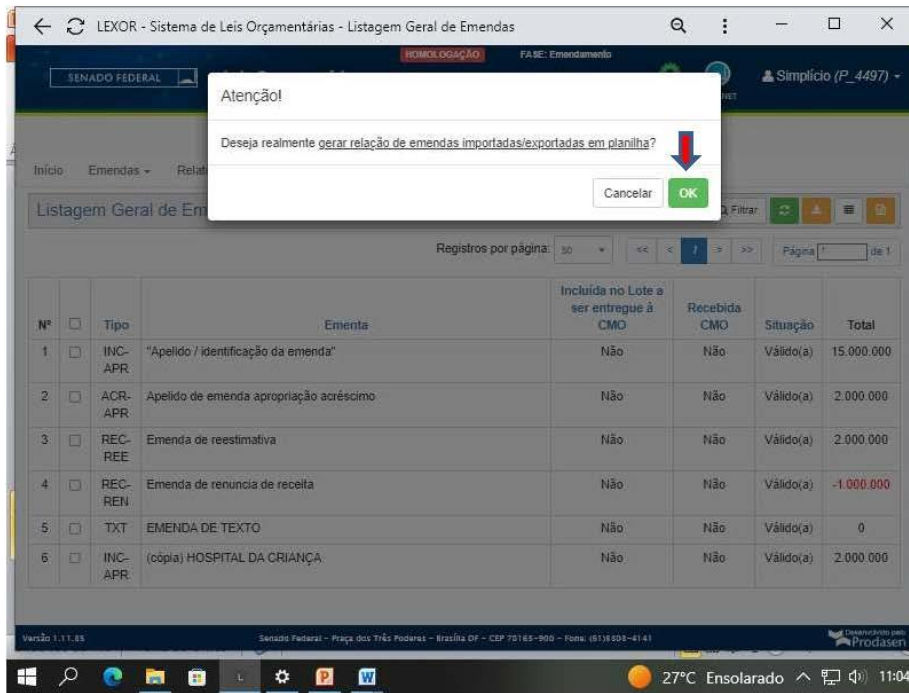 LEXOR - Sistema de Leis Orçamentárias - Listagem Geral de Emendas
HOMOLOGAÇÃO FASE: Emendamento
SENADO FEDERAL
Simplício (P_4497)
Atenção!
Deseja realmente gerar relação de emendas importadas/exportadas em planilha?
Cancelar OK
Início Emendas
Listagem Geral de Em
Filtrar
Registros por página: 50 << < 1 > >> Página 1 de 1
Nº Tipo Ementa Incluída no Lote a ser entregue à CMO Recebida CMO Situação Total
1 INC-APR "Apelido / identificação da emenda" Não Não Válido(a) 15.000.000
2 ACR-APR Apelido de emenda apropriação acréscimo Não Não Válido(a) 2.000.000
3 REC-REE Emenda de reestimativa Não Não Válido(a) 2.000.000
4 REC-REN Emenda de renuncia de receita Não Não Válido(a) -1.000.000
5 TXT EMENDA DE TEXTO Não Não Válido(a) 0
6 INC-APR (cópia) HOSPITAL DA CRIANÇA Não Não Válido(a) 2.000.000
Versão 1.11.85 Senado Federal - Praça dos Três Poderes - Brasília DF - CEP 70165-900 - Fone: (61)3303-4141 Desenvolvido pelo Prodasen
27°C Ensolarado 11:04